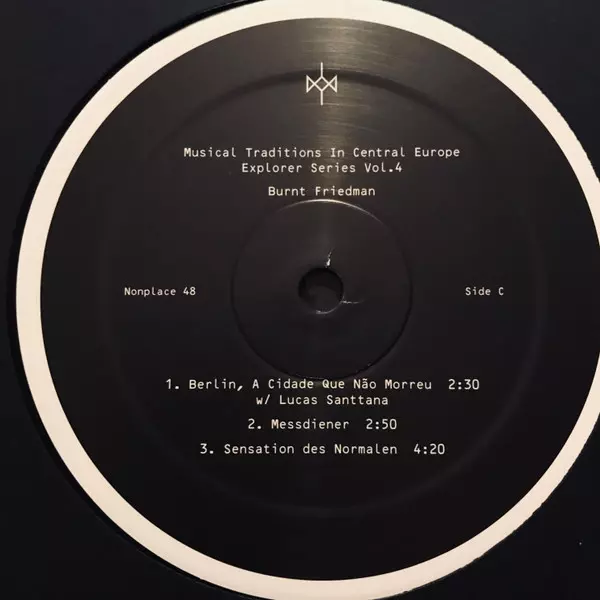 Musical Traditions In Central Europe
Explorer Series Vol.4
Burnt Friedman
Nonplace 48
Side C
1. Berlin, A Cidade Que Não Morreu 2:30
w/ Lucas Santtana
2. Messdiener 2:50
3. Sensation des Normalen 4:20